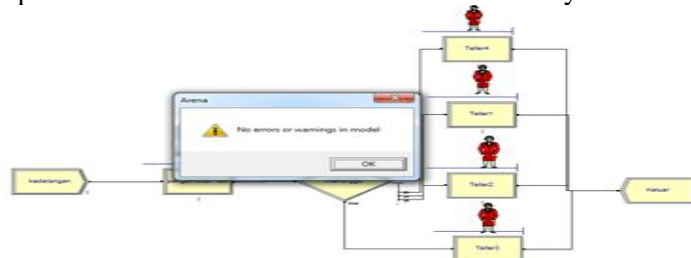 Teller4
Arena
No errors or warnings in model
OK
Teller1
Kedatangan
Teller2
Keluar
Teller3